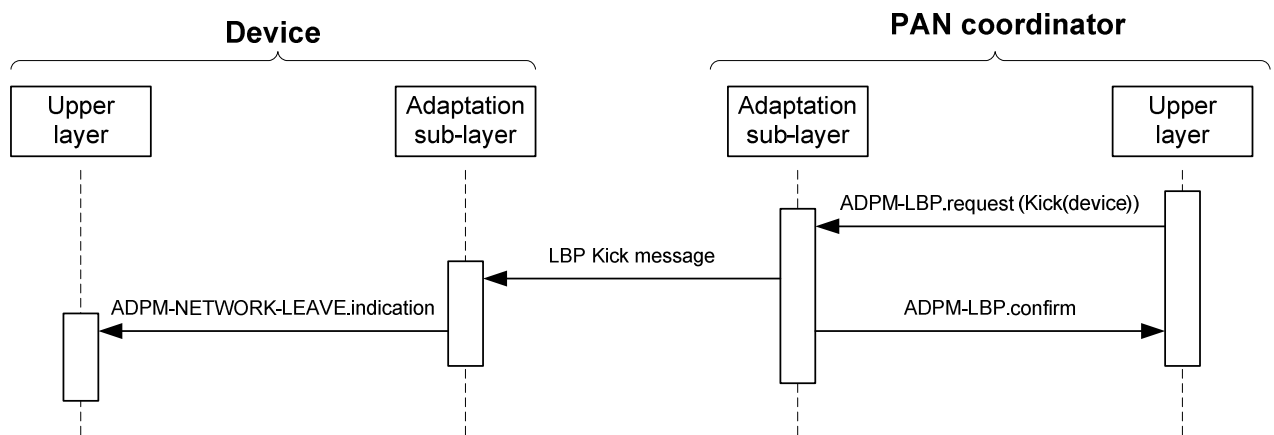 Device
PAN coordinator
Upper
layer
Adaptation
sub-layer
Adaptation
sub-layer
Upper
layer
ADPM-LBP.request (Kick(device))
LBP Kick message
ADPM-NETWORK-LEAVE.indication
ADPM-LBP.confirm